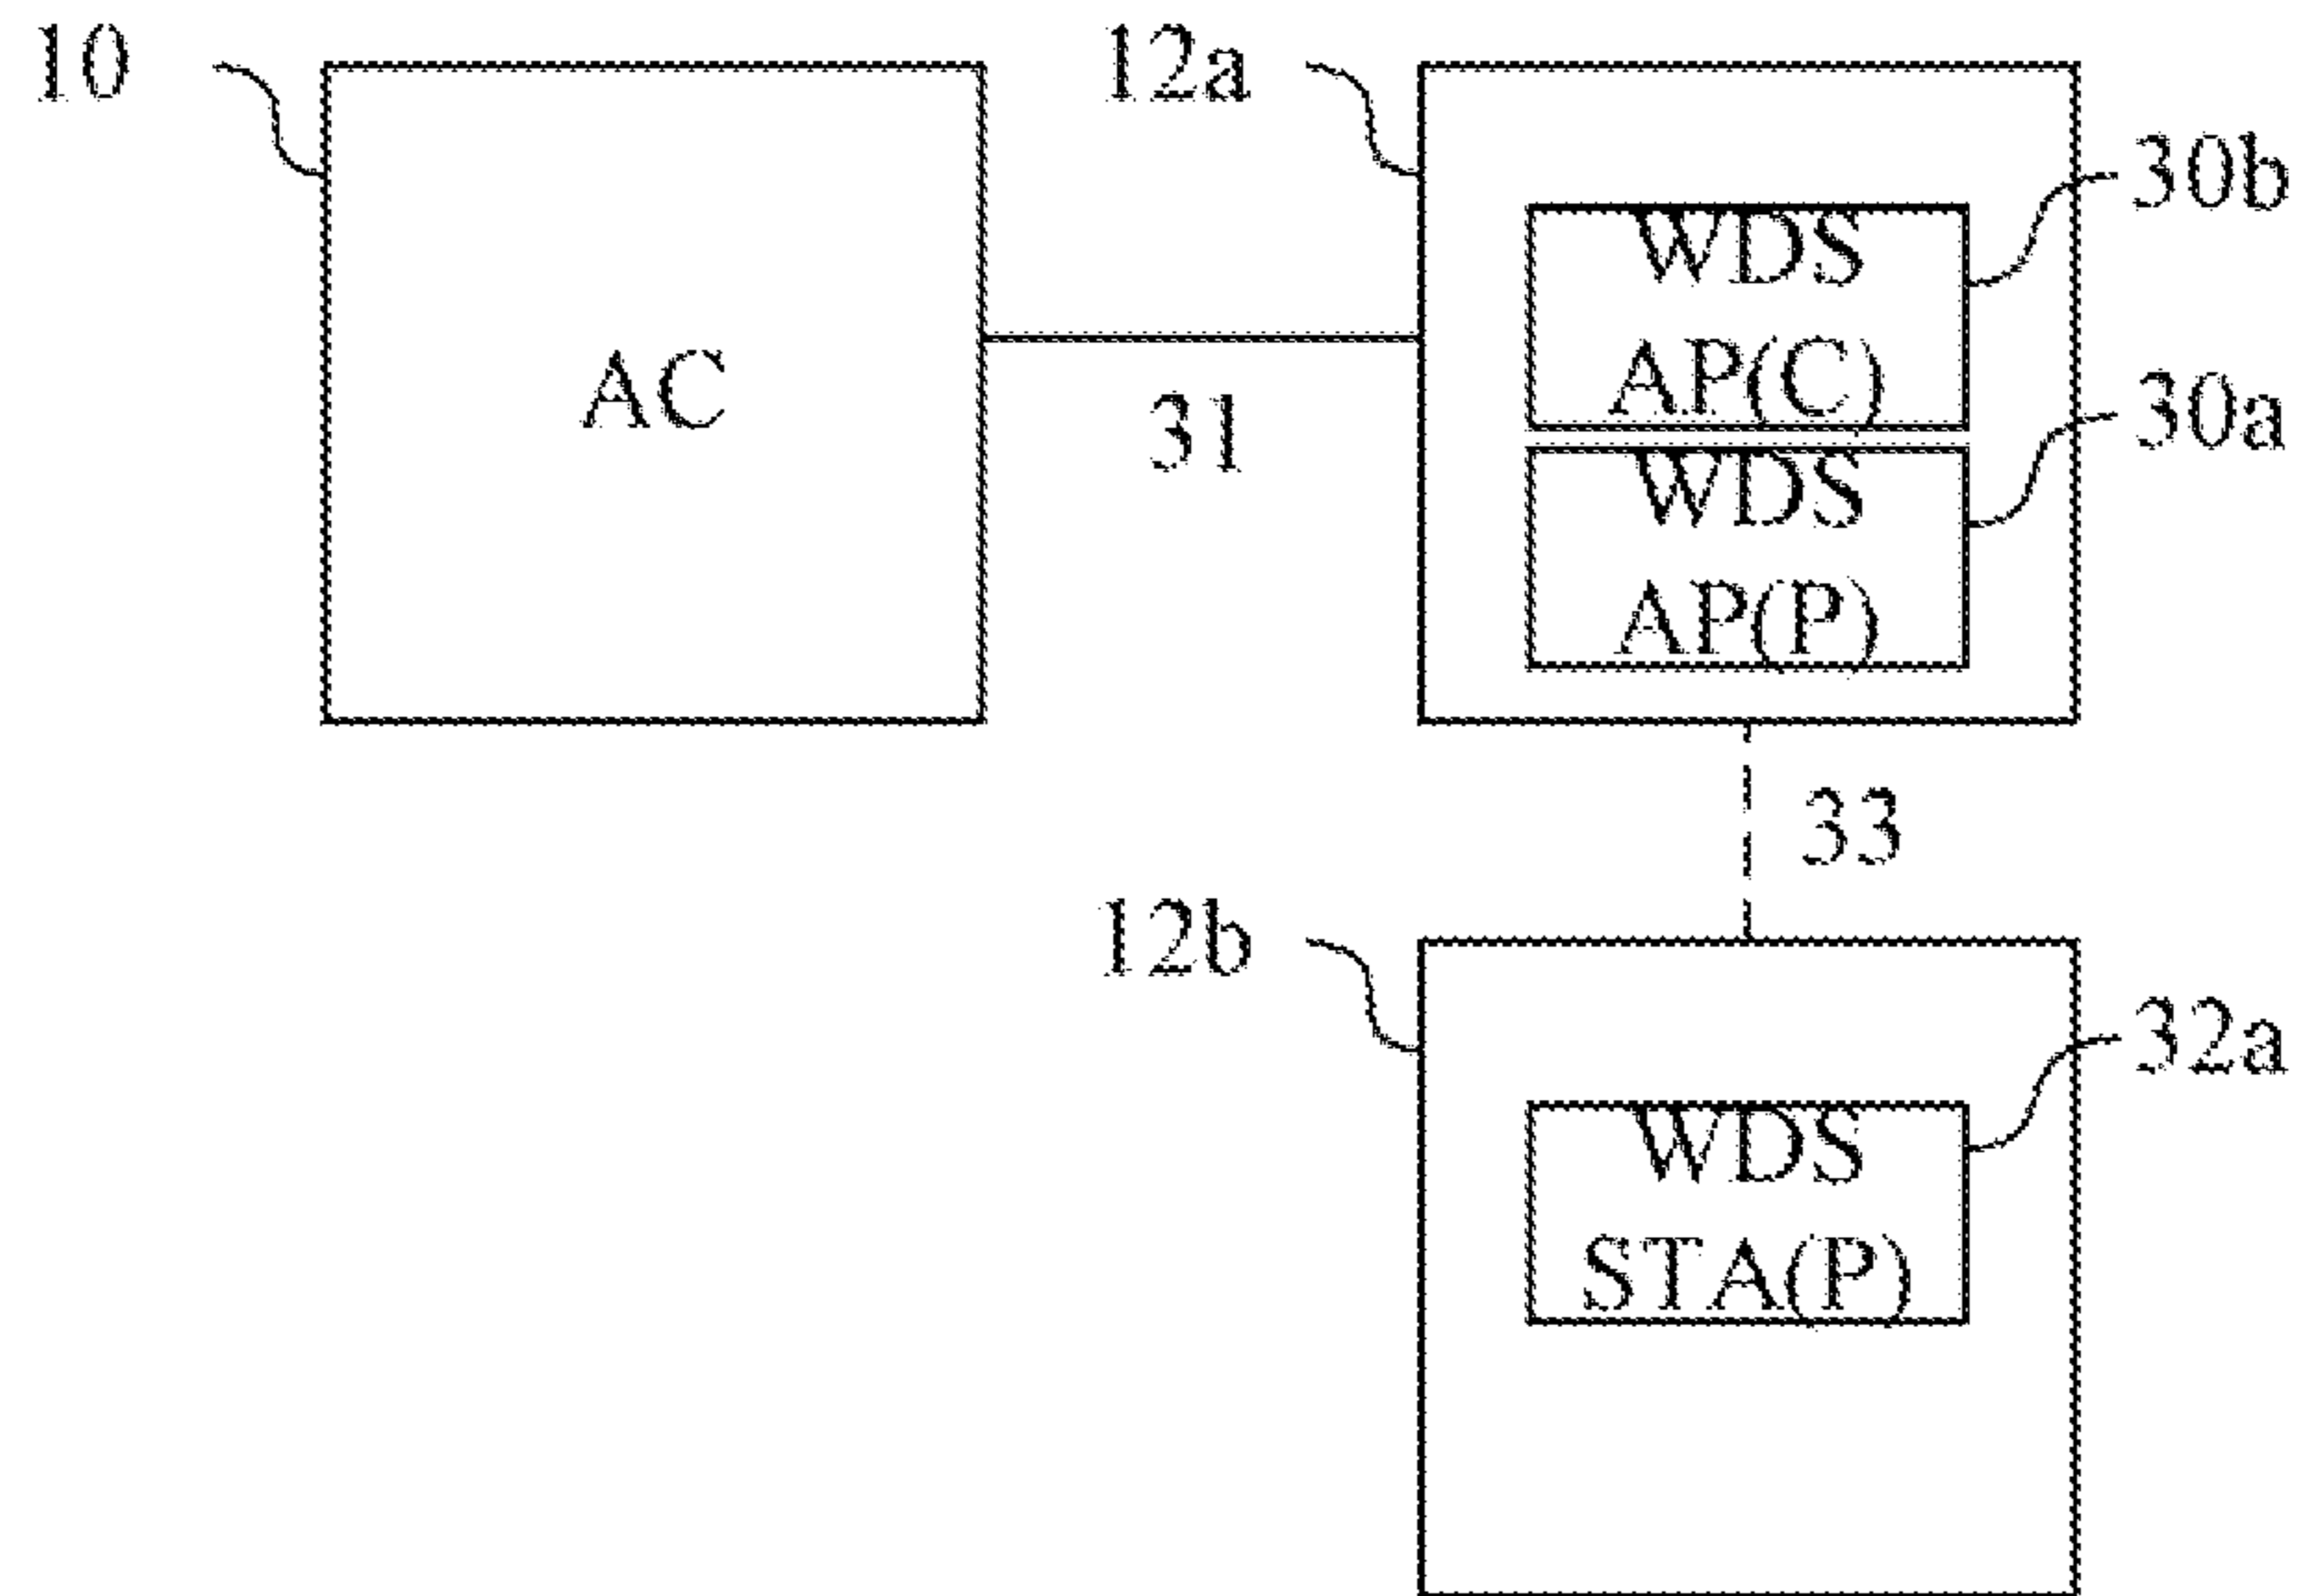 10
12a
30b
WDS
AP(C)
AC
31
30a
WDS
AP(P)
33
12b
32a
WDS
STA(P)